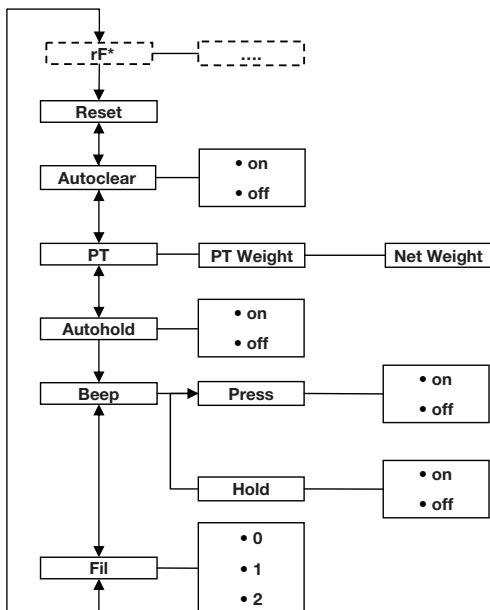 rF*
....
Reset
Autoclear
• on
• off
PT
PT Weight
Net Weight
Autohold
• on
• off
Beep
Press
• on
• off
Hold
• on
• off
Fil
• 0
• 1
• 2